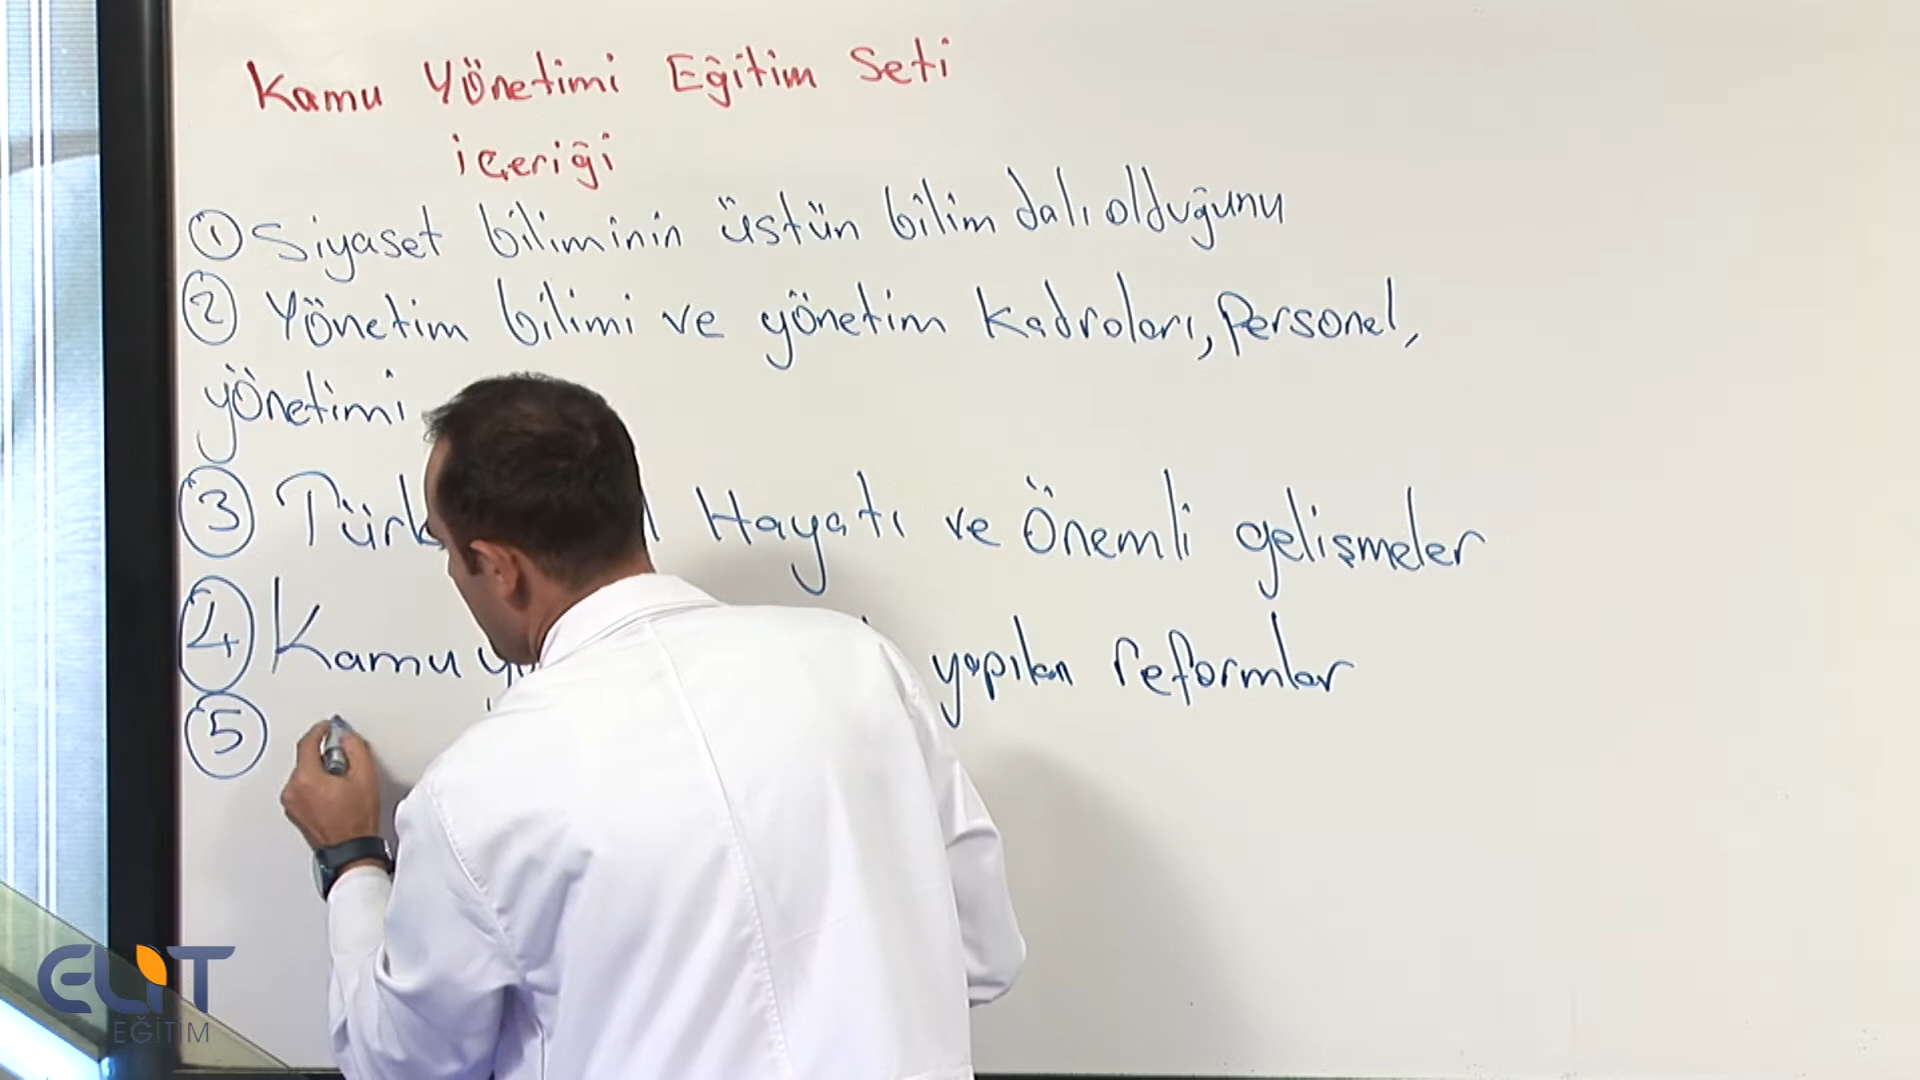 Kamu Yönetimi Eğitim Seti
içeriği
① Siyaset biliminin üstün bilim dalı olduğunu
② Yönetim bilimi ve yönetim kadroları, Personel,
yönetimi
③ Türk Hayatı ve Önemli gelişmeler
④ Kamu yapılan reformlar
⑤
ELİT
EĞİTİM